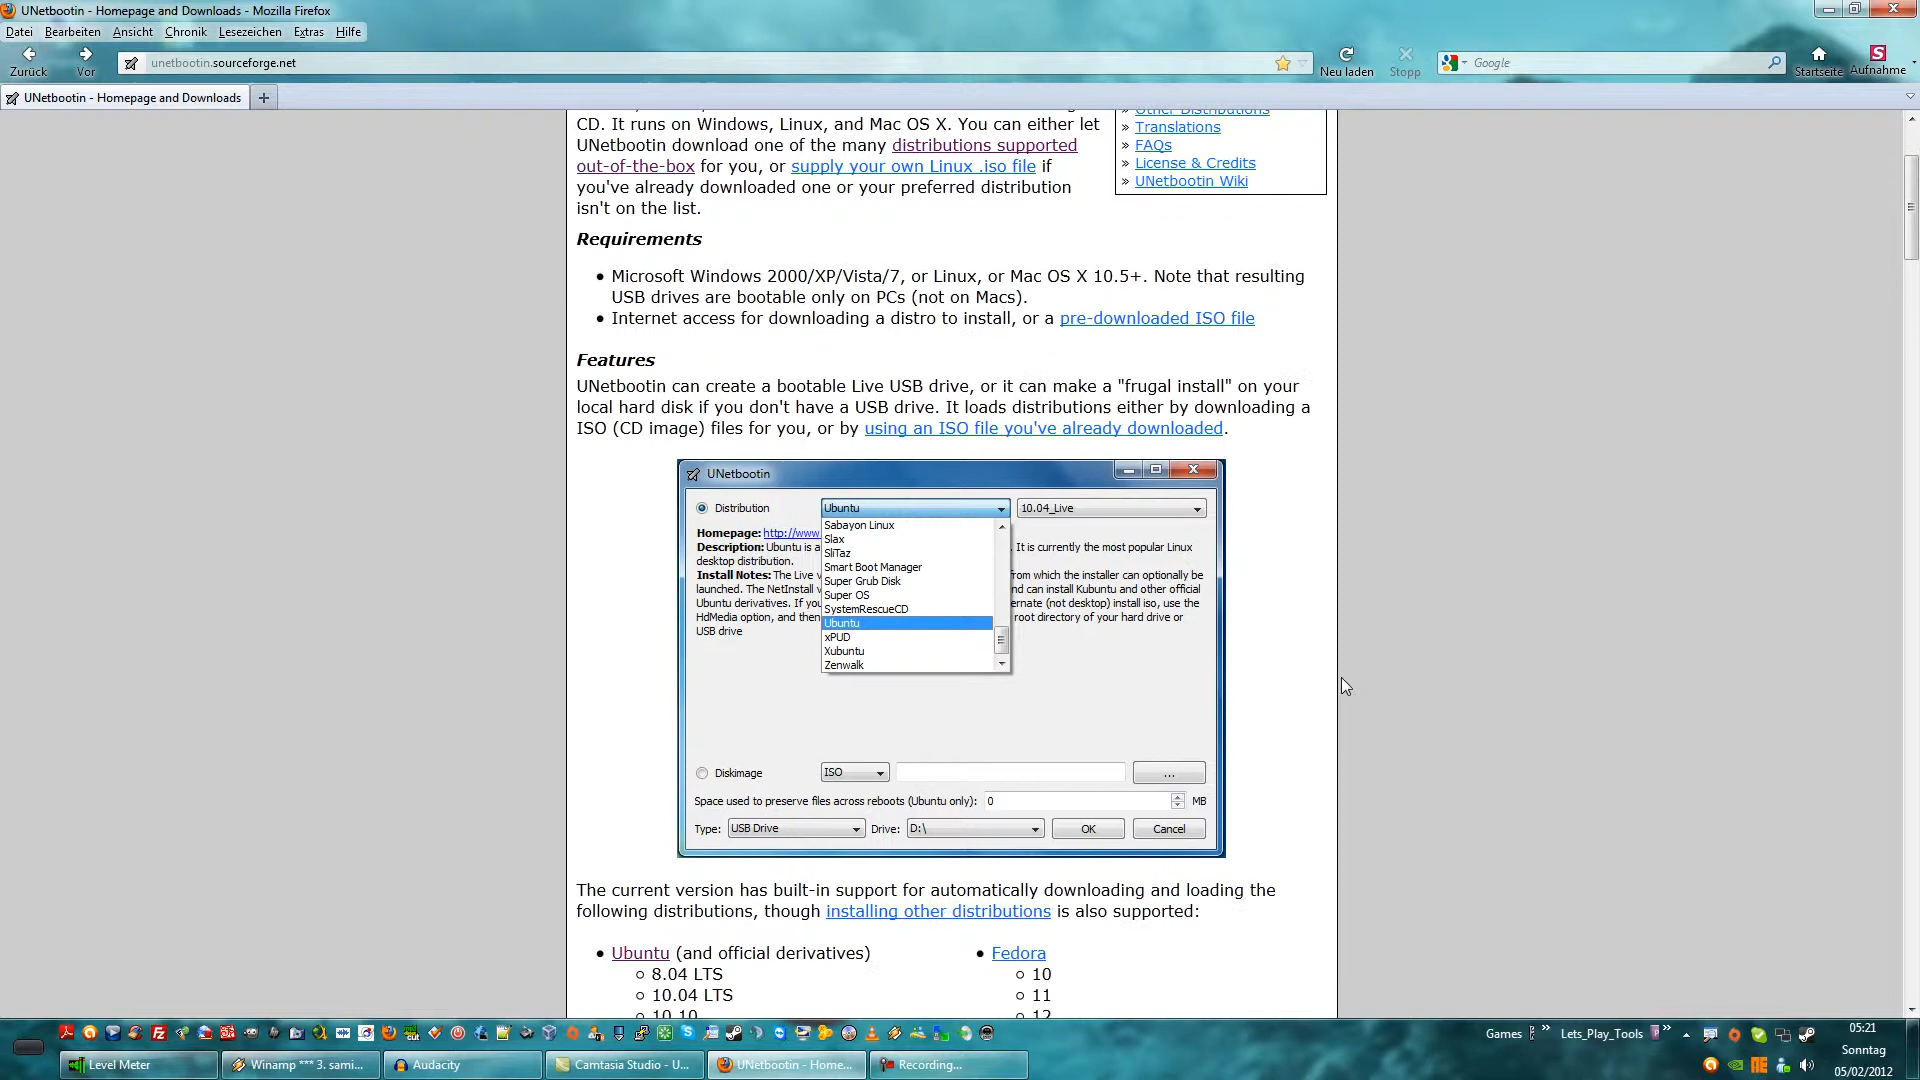 UNetbootin - Homepage and Downloads - Mozilla Firefox
Datei Bearbeiten Ansicht Chronik Lesezeichen Extras Hilfe
Zurück Vor unetbootin.sourceforge.net Neu laden Stopp Google Startseite Aufnahme
UNetbootin - Homepage and Downloads
CD. It runs on Windows, Linux, and Mac OS X. You can either let
UNetbootin download one of the many distributions supported
out-of-the-box for you, or supply your own Linux .iso file if
you've already downloaded one or your preferred distribution
isn't on the list.
» Other Distributions
» Translations
» FAQs
» License & Credits
» UNetbootin Wiki
Requirements
• Microsoft Windows 2000/XP/Vista/7, or Linux, or Mac OS X 10.5+. Note that resulting
USB drives are bootable only on PCs (not on Macs).
• Internet access for downloading a distro to install, or a pre-downloaded ISO file
Features
UNetbootin can create a bootable Live USB drive, or it can make a "frugal install" on your
local hard disk if you don't have a USB drive. It loads distributions either by downloading a
ISO (CD image) files for you, or by using an ISO file you've already downloaded.
UNetbootin
Distribution Ubuntu 10.04_Live
Homepage: http://www
Description: Ubuntu is a . It is currently the most popular Linux
desktop distribution.
Install Notes: The Live v from which the installer can optionally be
launched. The NetInstall v and can install Kubuntu and other official
Ubuntu derivatives. If you ernate (not desktop) install iso, use the
HdMedia option, and then root directory of your hard drive or
USB drive
Sabayon Linux
Slax
SliTaz
Smart Boot Manager
Super Grub Disk
Super OS
SystemRescueCD
Ubuntu
xPUD
Xubuntu
Zenwalk
Diskimage ISO ...
Space used to preserve files across reboots (Ubuntu only): 0 MB
Type: USB Drive Drive: D:\ OK Cancel
The current version has built-in support for automatically downloading and loading the
following distributions, though installing other distributions is also supported:
• Ubuntu (and official derivatives)
8.04 LTS
10.04 LTS
10.10
• Fedora
10
11
12
Games Lets_Play_Tools
Level Meter Winamp *** 3. sami... Audacity Camtasia Studio - U... UNetbootin - Home... Recording...
05:21
Sonntag
05/02/2012